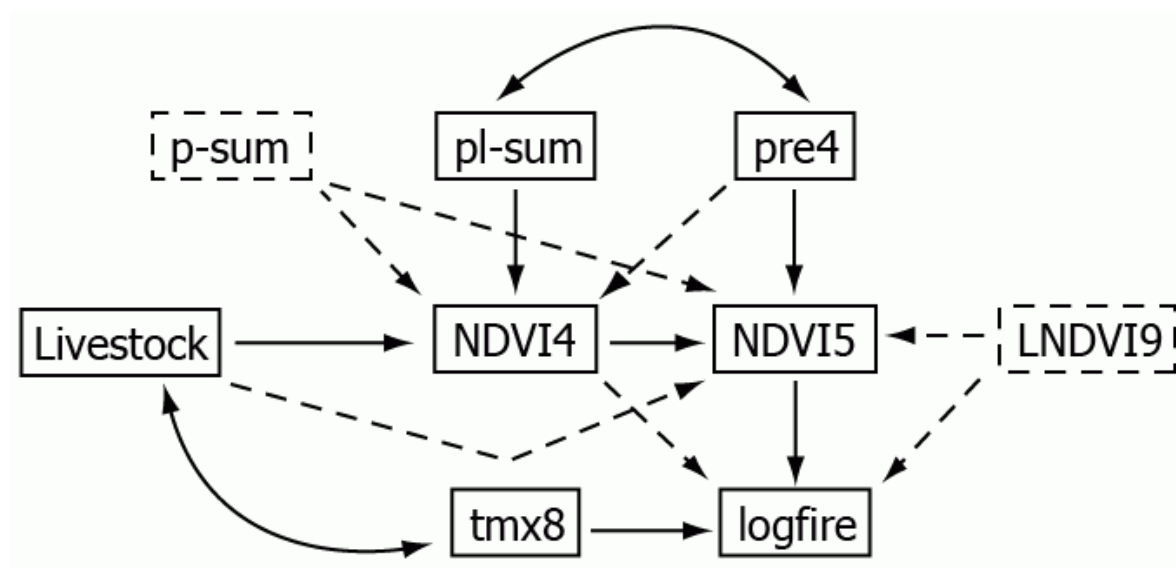 p-sum
pl-sum
pre4
Livestock
NDVI4
NDVI5
LNDVI9
tmx8
logfire